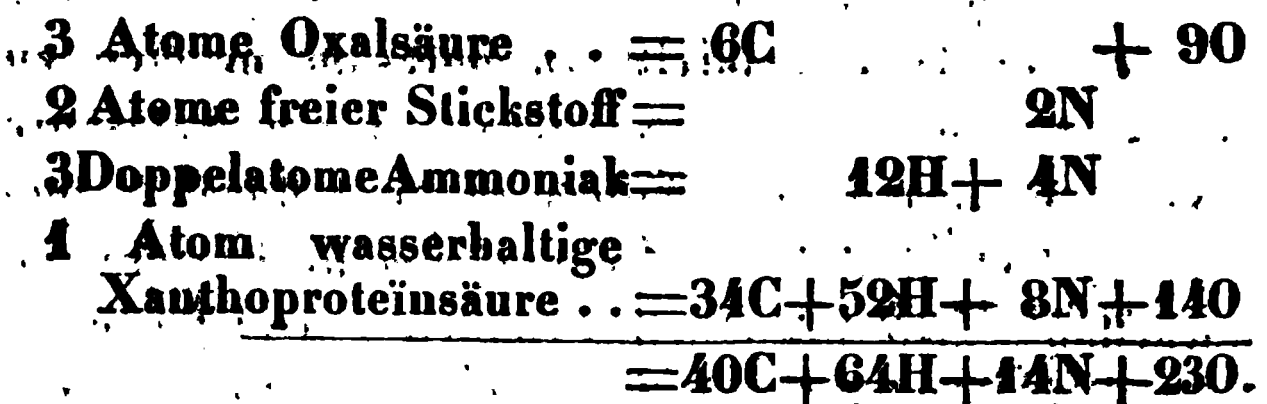 3 Atome Oxalsäure . . = 6C + 9O
2 Atome freier Stickstoff = 2N
3 Doppelatome Ammoniak = 12H + 4N
1 Atom wasserhaltige
Xanthoproteïnsäure . . = 34C + 52H + 8N + 14O
= 40C + 64H + 14N + 23O.